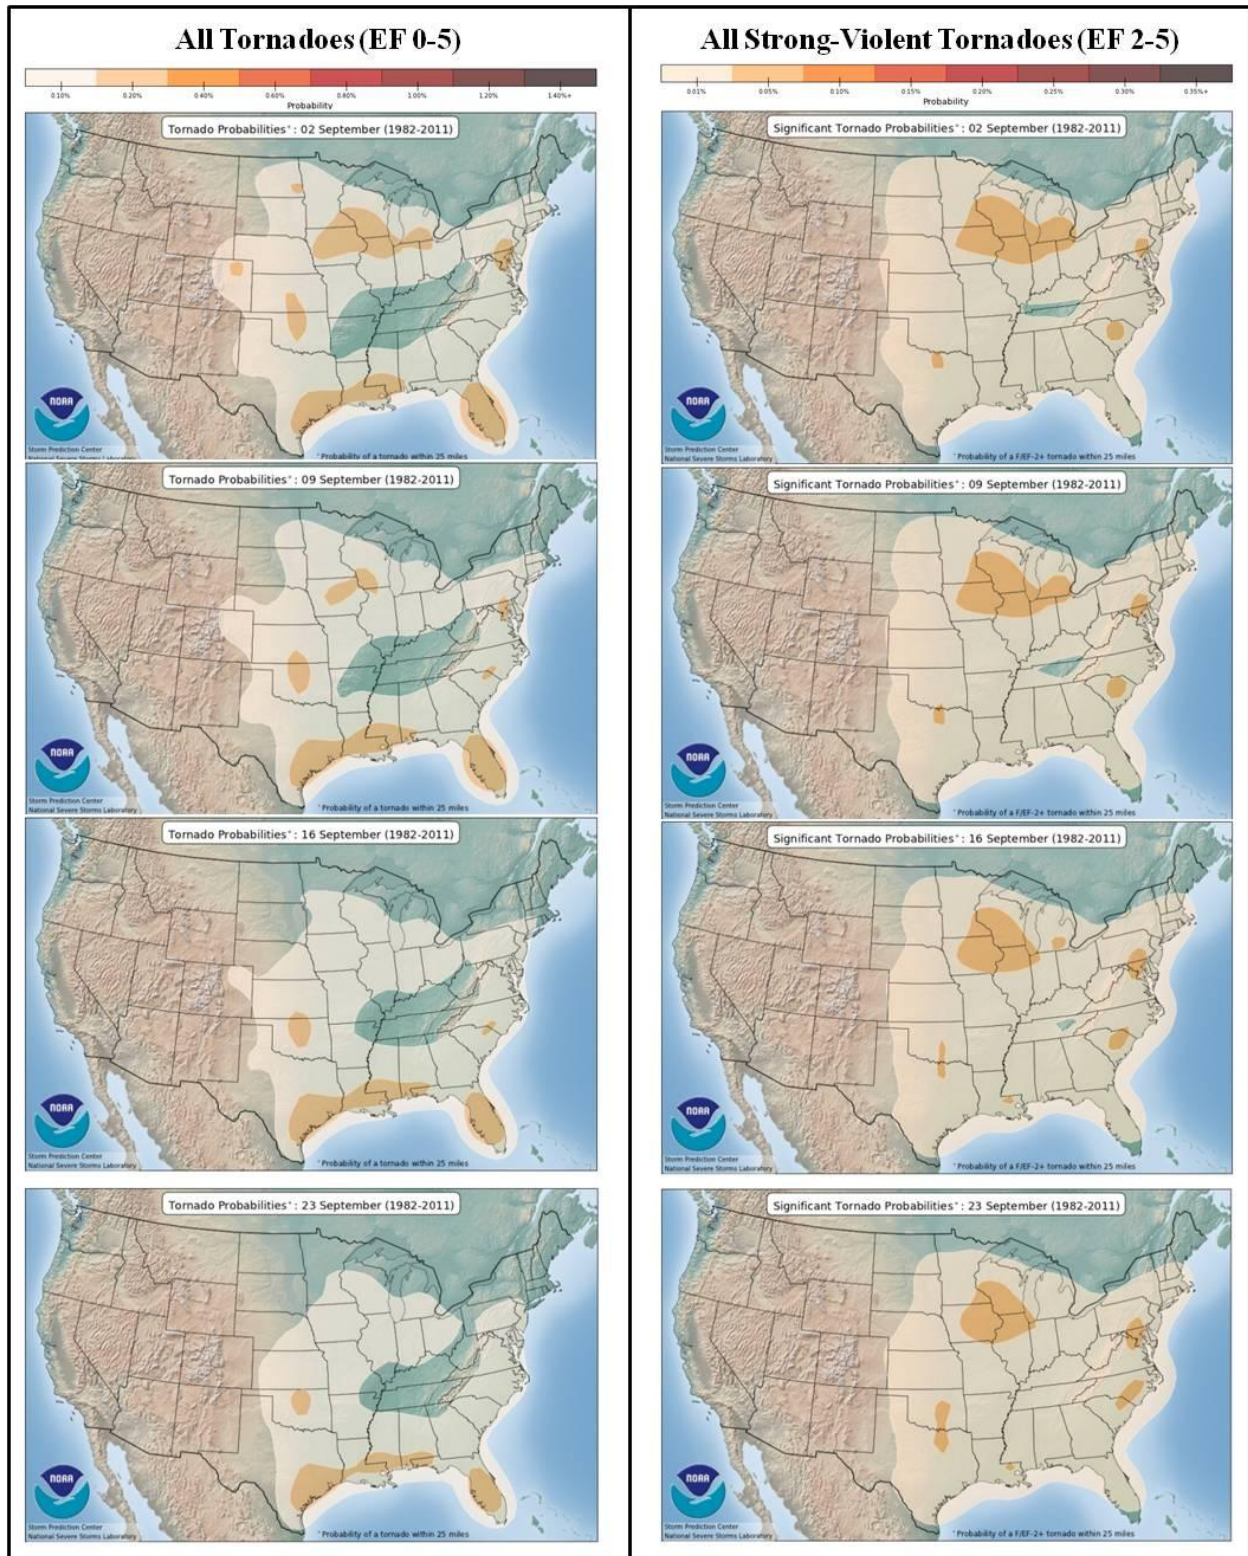 All Tornadoes (EF 0-5)
0.10% 0.20% 0.40% 0.60% 0.80% 1.00% 1.20% 1.40%+
Probability
Tornado Probabilities* : 02 September (1982-2011)
NOAA
Storm Prediction Center
National Severe Storms Laboratory
*Probability of a tornado within 25 miles
Tornado Probabilities* : 09 September (1982-2011)
NOAA
Storm Prediction Center
National Severe Storms Laboratory
*Probability of a tornado within 25 miles
Tornado Probabilities* : 16 September (1982-2011)
NOAA
Storm Prediction Center
National Severe Storms Laboratory
*Probability of a tornado within 25 miles
Tornado Probabilities* : 23 September (1982-2011)
NOAA
Storm Prediction Center
National Severe Storms Laboratory
*Probability of a tornado within 25 miles
All Strong-Violent Tornadoes (EF 2-5)
0.01% 0.05% 0.10% 0.15% 0.20% 0.25% 0.30% 0.35%+
Probability
Significant Tornado Probabilities* : 02 September (1982-2011)
NOAA
Storm Prediction Center
National Severe Storms Laboratory
*Probability of a F/EF-2+ tornado within 25 miles
Significant Tornado Probabilities* : 09 September (1982-2011)
NOAA
Storm Prediction Center
National Severe Storms Laboratory
*Probability of a F/EF-2+ tornado within 25 miles
Significant Tornado Probabilities* : 16 September (1982-2011)
NOAA
Storm Prediction Center
National Severe Storms Laboratory
*Probability of a F/EF-2+ tornado within 25 miles
Significant Tornado Probabilities* : 23 September (1982-2011)
NOAA
Storm Prediction Center
National Severe Storms Laboratory
*Probability of a F/EF-2+ tornado within 25 miles